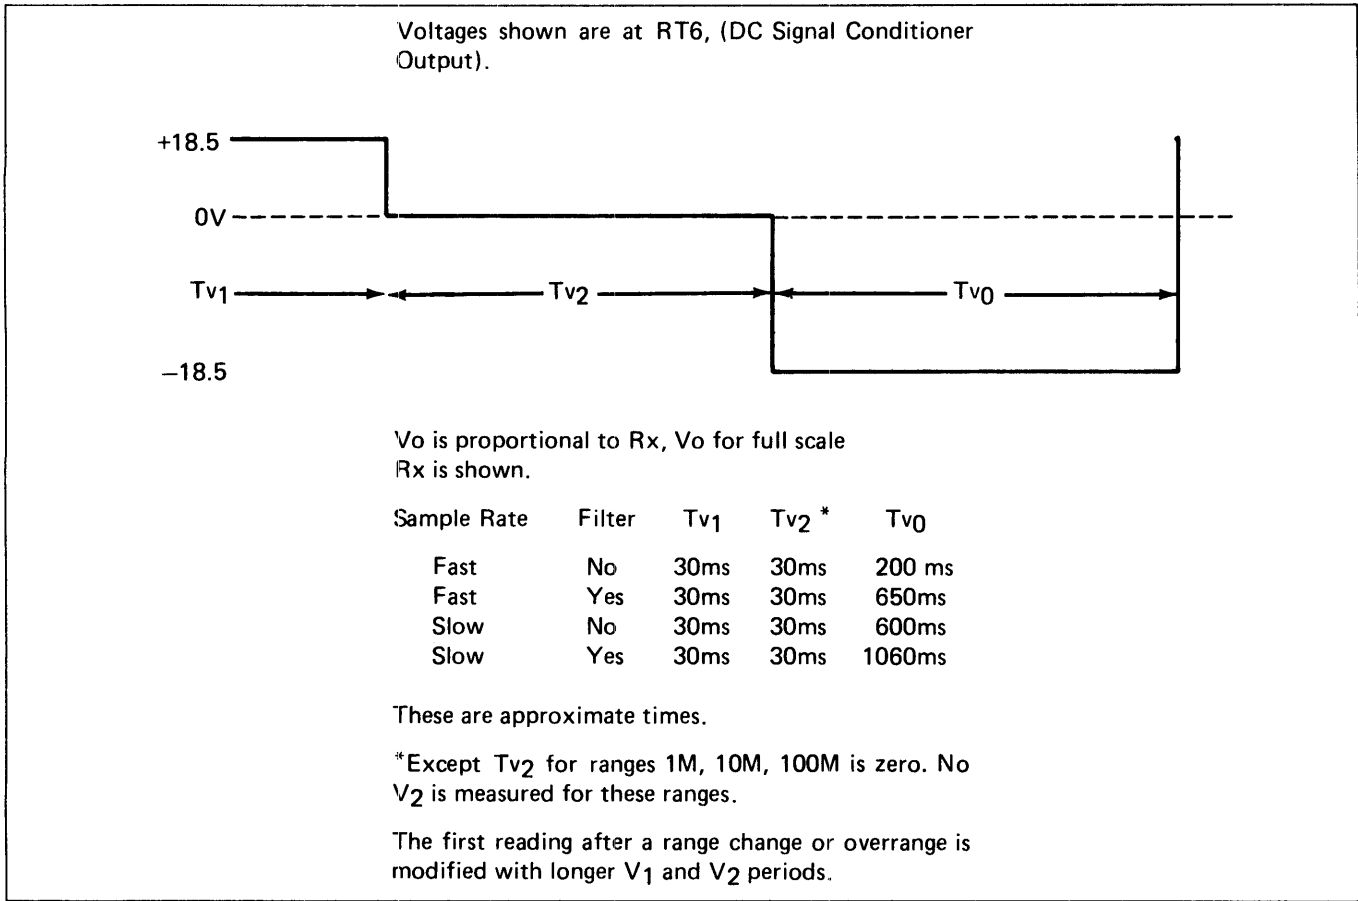 Voltages shown are at RT6, (DC Signal Conditioner
Output).
+18.5
0V
Tv1
Tv2
Tv0
−18.5
Vo is proportional to Rx, Vo for full scale
Rx is shown.
Sample Rate Filter Tv1 Tv2 * Tv0
Fast No 30ms 30ms 200 ms
Fast Yes 30ms 30ms 650ms
Slow No 30ms 30ms 600ms
Slow Yes 30ms 30ms 1060ms
These are approximate times.
*Except Tv2 for ranges 1M, 10M, 100M is zero. No
V2 is measured for these ranges.
The first reading after a range change or overrange is
modified with longer V1 and V2 periods.